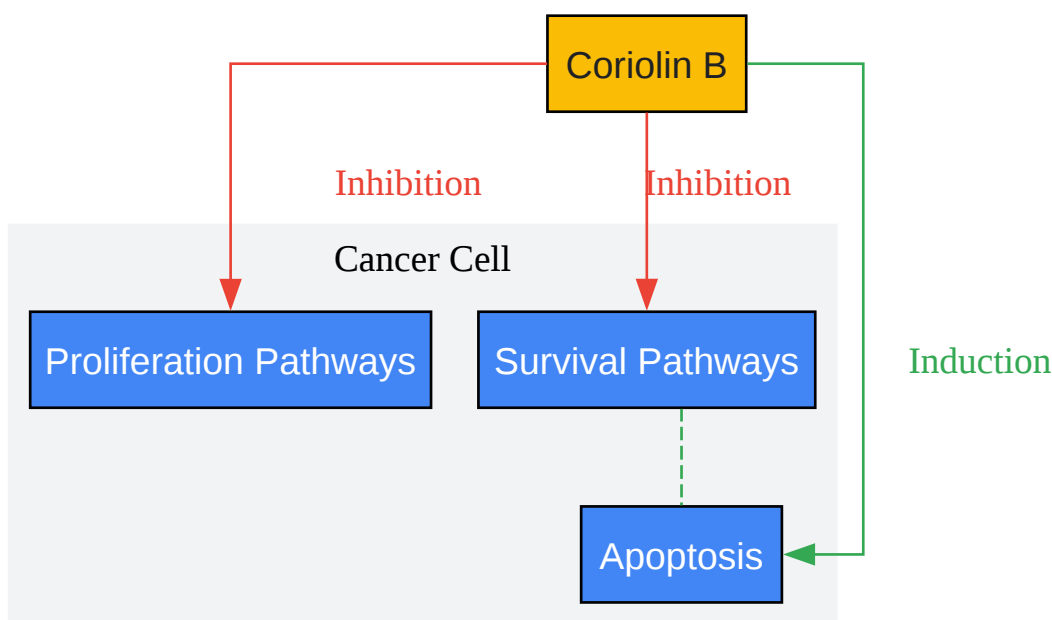 Coriolin B
Inhibition
Inhibition
Cancer Cell
Proliferation Pathways
Survival Pathways
Induction
Apoptosis